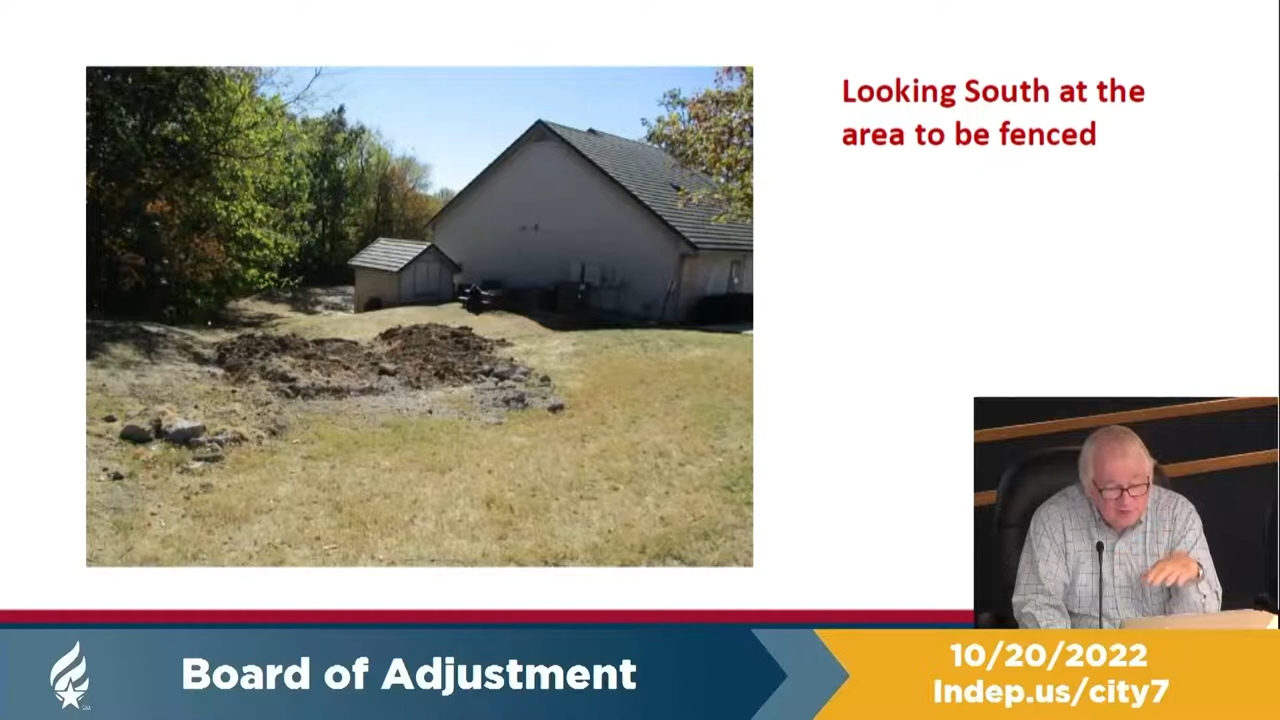 Looking South at the
area to be fenced
Board of Adjustment
10/20/2022
Indep.us/city7